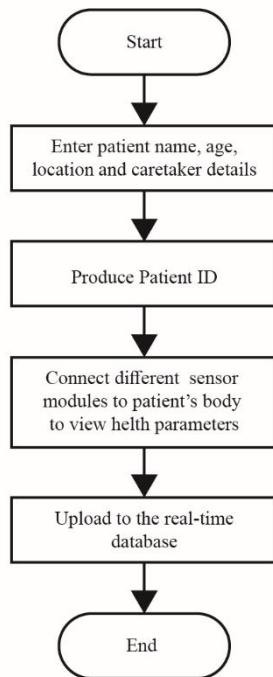 Start
Enter patient name, age,
location and caretaker details
Produce Patient ID
Connect different sensor
modules to patient's body
to view helth parameters
Upload to the real-time
database
End